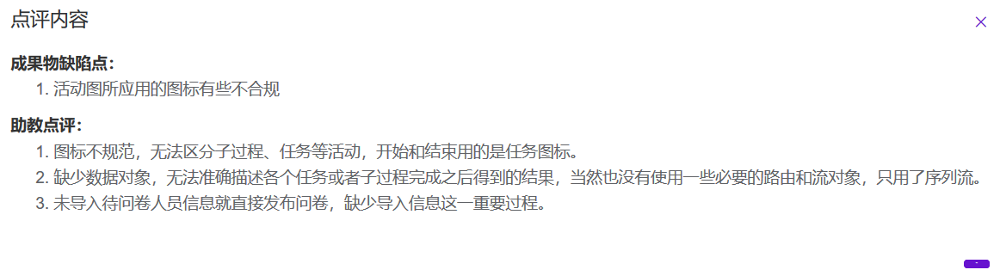 点评内容
成果物缺陷点：
1. 活动图所应用的图标有些不合规
助教点评：
1. 图标不规范，无法区分子过程、任务等活动，开始和结束用的是任务图标。
2. 缺少数据对象，无法准确描述各个任务或者子过程完成之后得到的结果，当然也没有使用一些必要的路由和流对象，只用了序列流。
3. 未导入待问卷人员信息就直接发布问卷，缺少导入信息这一重要过程。